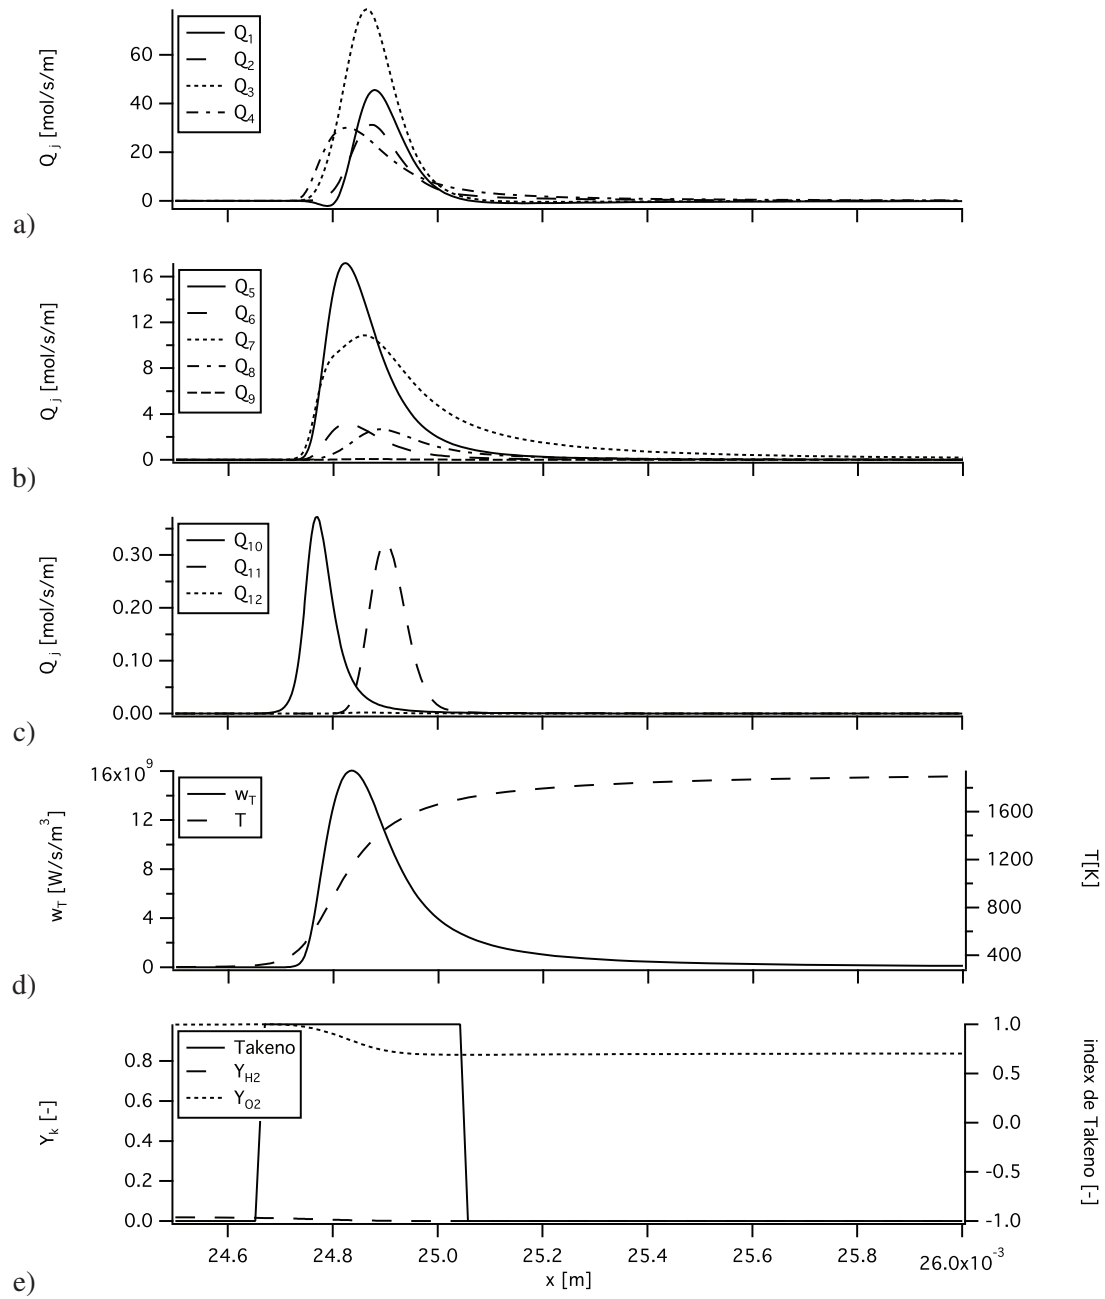 60
40
20
0
Q j [mol/s/m]
Q1
Q2
Q3
Q4
a)
16
12
8
4
0
Q j [mol/s/m]
Q5
Q6
Q7
Q8
Q9
b)
0.30
0.20
0.10
0.00
Q j [mol/s/m]
Q10
Q11
Q12
c)
16x10^9
12
8
4
0
wT [W/s/m^3]
wT
T
1600
1200
800
400
T[K]
d)
0.8
0.6
0.4
0.2
0.0
Yk [-]
Takeno
YH2
YO2
1.0
0.5
0.0
-0.5
-1.0
index de Takeno [-]
24.6 24.8 25.0 25.2 25.4 25.6 25.8 26.0x10^-3
x [m]
e)